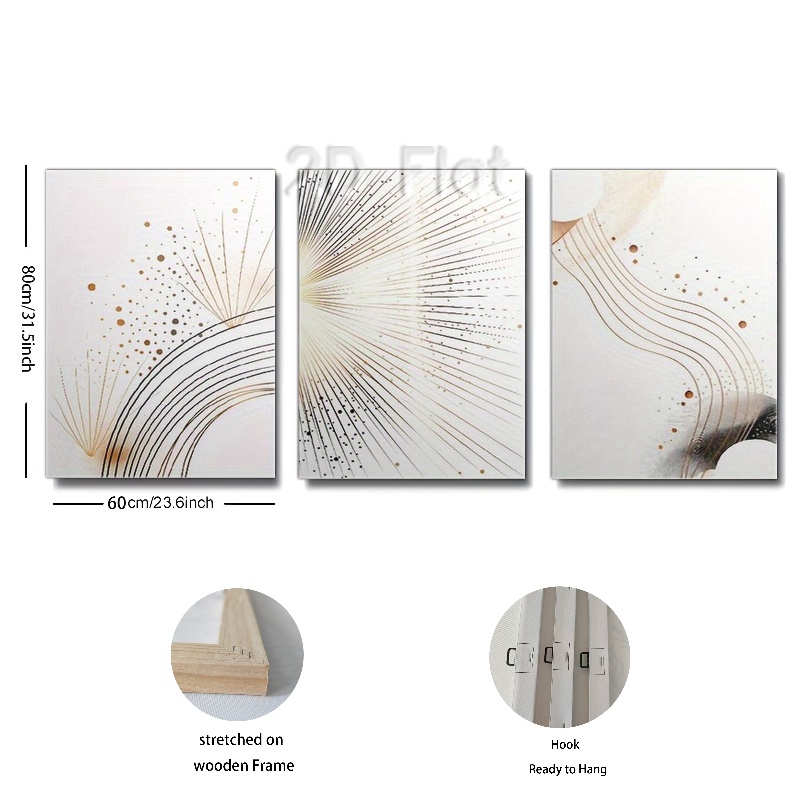 2D Flat
80cm/31.5inch
60cm/23.6inch
stretched on
wooden Frame
Hook
Ready to Hang